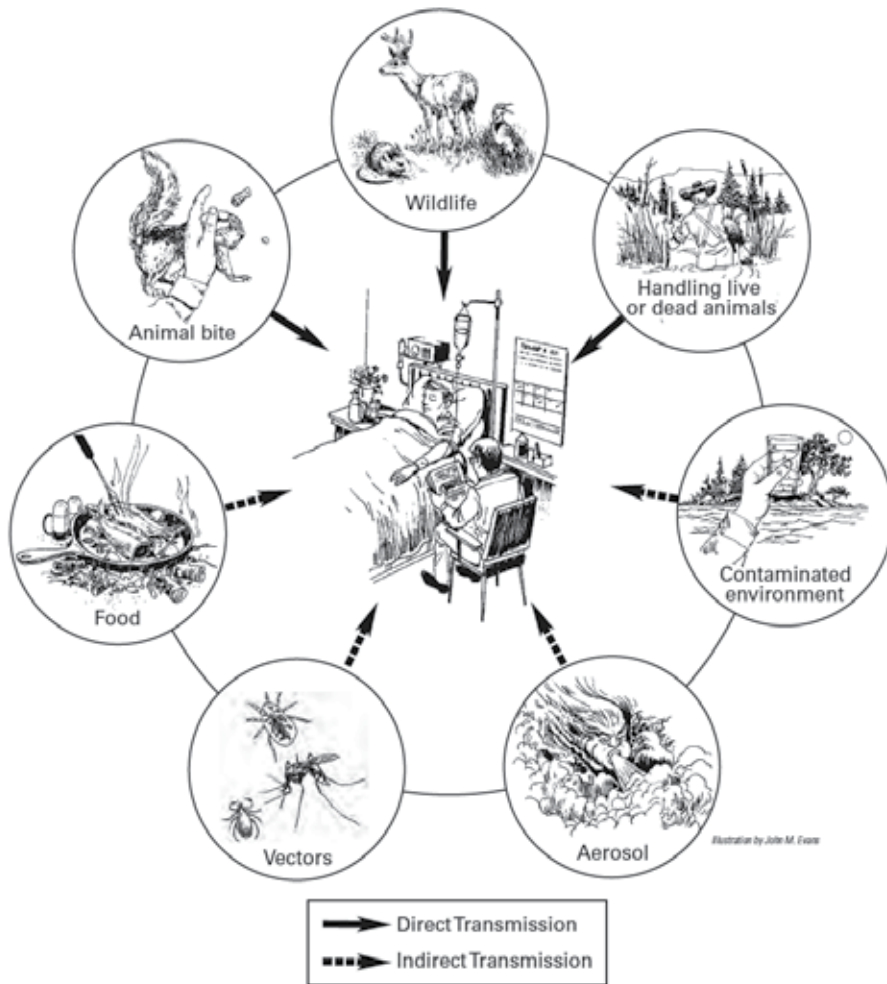 Wildlife
Animal bite
Handling live
or dead animals
Food
Contaminated
environment
Vectors
Aerosol
Illustration by John M. Evans
Direct Transmission
Indirect Transmission